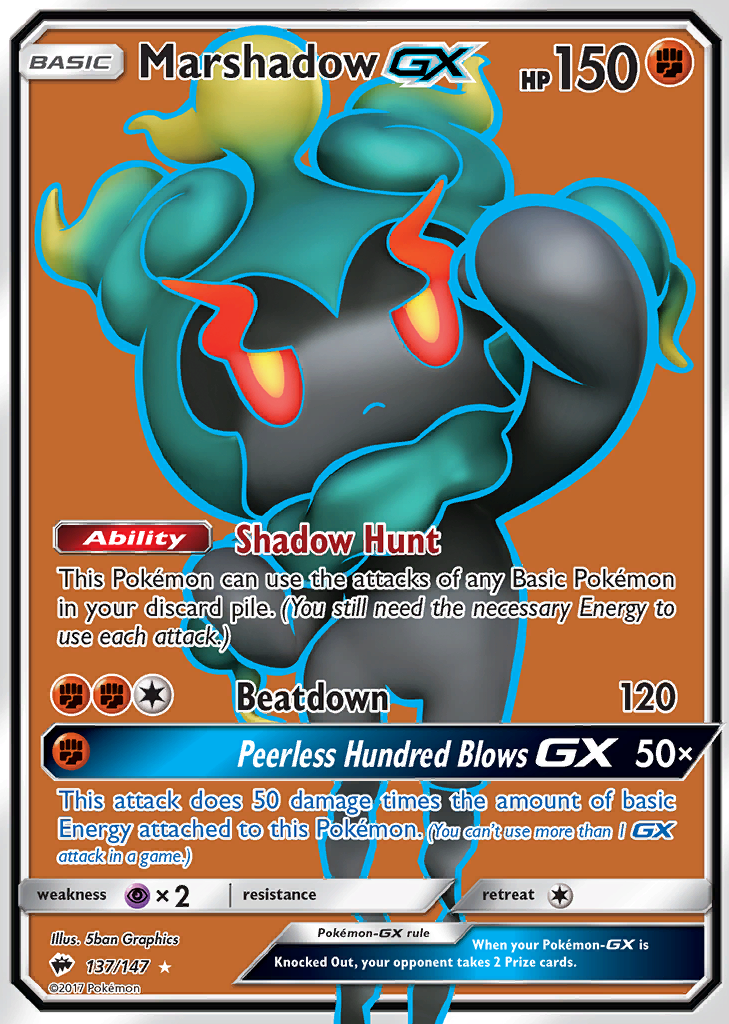 BASIC Marshadow GX HP 150
Ability Shadow Hunt
This Pokémon can use the attacks of any Basic Pokémon
in your discard pile. (You still need the necessary Energy to
use each attack.)
Beatdown 120
Peerless Hundred Blows GX 50×
This attack does 50 damage times the amount of basic
Energy attached to this Pokémon. (You can't use more than 1 GX
attack in a game.)
weakness ×2 resistance retreat
Illus. 5ban Graphics
137/147
©2017 Pokémon
Pokémon-GX rule
When your Pokémon-GX is
Knocked Out, your opponent takes 2 Prize cards.